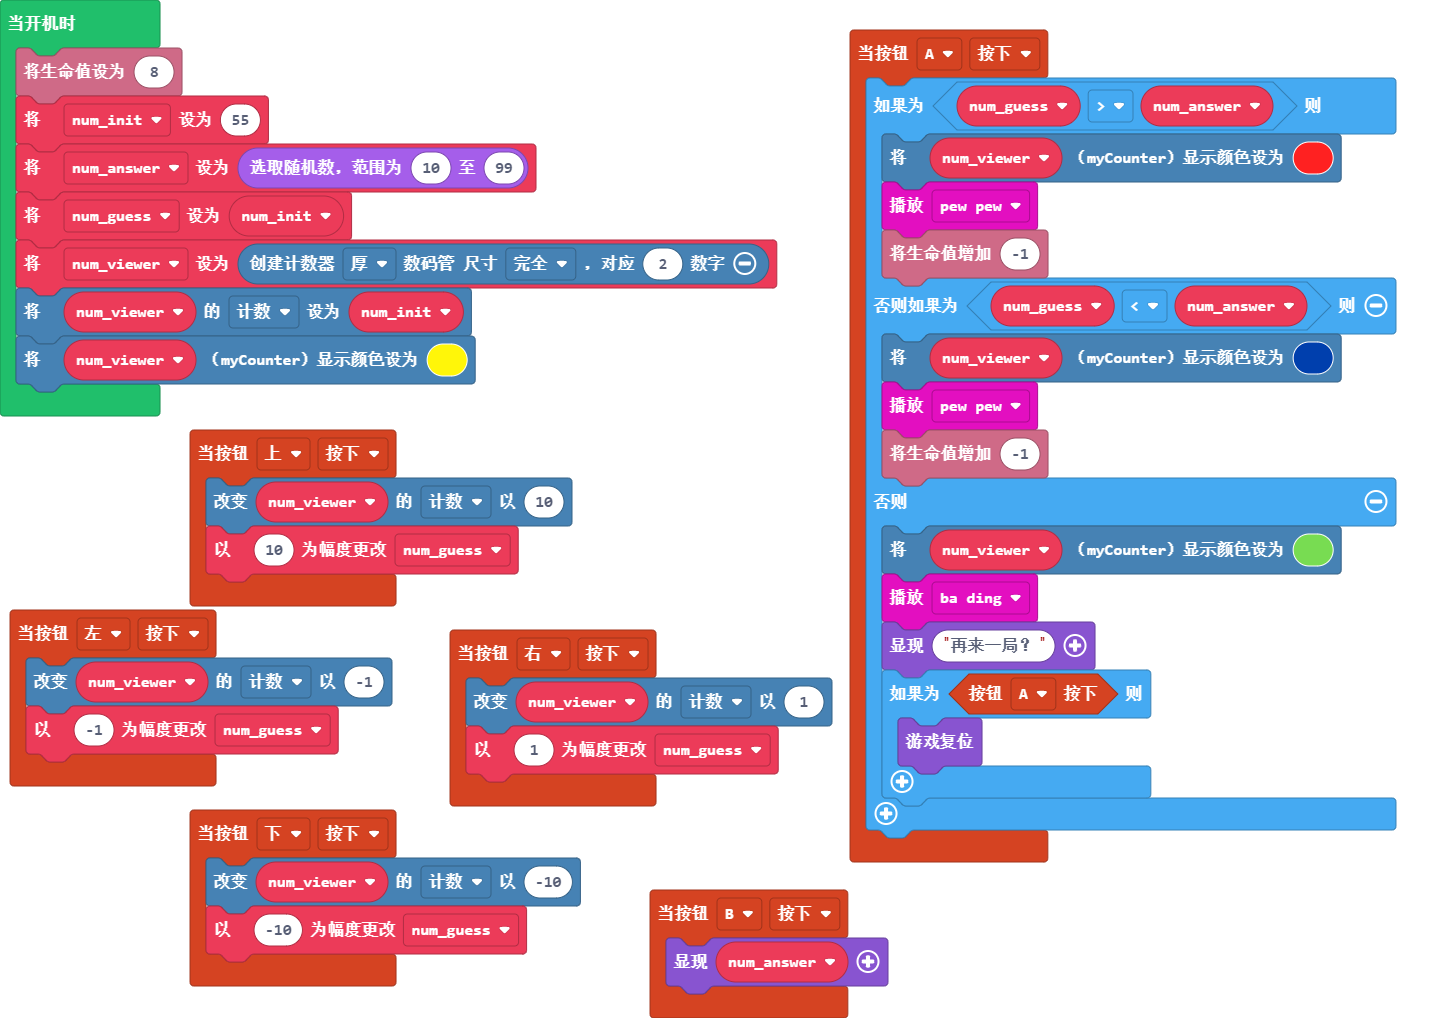 当开机时
将生命值设为 8
将 num_init 设为 55
将 num_answer 设为 选取随机数，范围为 10 至 99
将 num_guess 设为 num_init
将 num_viewer 设为 创建计数器 厚 数码管 尺寸 完全 ，对应 2 数字
将 num_viewer 的 计数 设为 num_init
将 num_viewer （myCounter）显示颜色设为
当按钮 上 按下
改变 num_viewer 的 计数 以 10
以 10 为幅度更改 num_guess
当按钮 左 按下
改变 num_viewer 的 计数 以 -1
以 -1 为幅度更改 num_guess
当按钮 右 按下
改变 num_viewer 的 计数 以 1
以 1 为幅度更改 num_guess
当按钮 下 按下
改变 num_viewer 的 计数 以 -10
以 -10 为幅度更改 num_guess
当按钮 A 按下
如果为 num_guess > num_answer 则
将 num_viewer （myCounter）显示颜色设为
播放 pew pew
将生命值增加 -1
否则如果为 num_guess < num_answer 则
将 num_viewer （myCounter）显示颜色设为
播放 pew pew
将生命值增加 -1
否则
将 num_viewer （myCounter）显示颜色设为
播放 ba ding
显现 "再来一局？"
如果为 按钮 A 按下 则
游戏复位
当按钮 B 按下
显现 num_answer